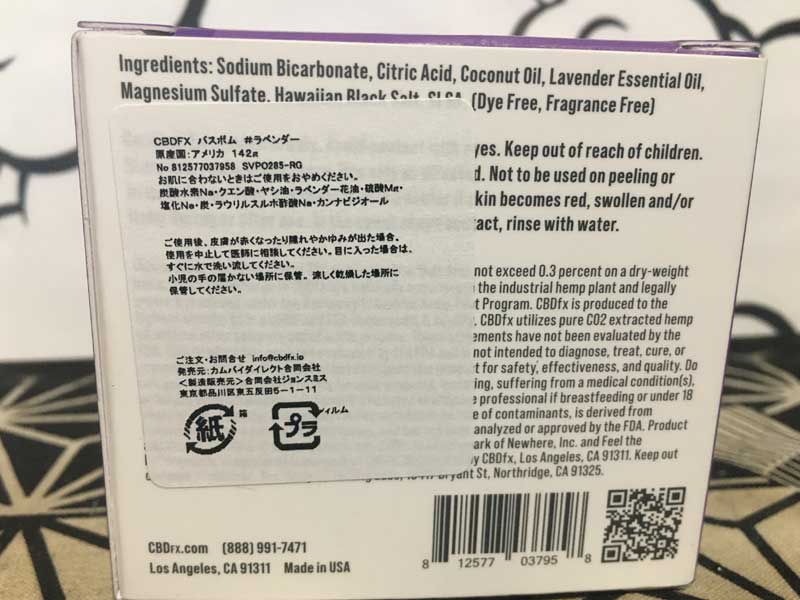 Ingredients: Sodium Bicarbonate, Citric Acid, Coconut Oil, Lavender Essential Oil,
Magnesium Sulfate, Hawaiian Black Salt, SLSA, (Dye Free, Fragrance Free)
CBDFX バスボム #ラベンダー
原産国:アメリカ 142g
No 812577037958 SVPO285-RG
お肌に合わないときはご使用をおやめください。
炭酸水素Na・クエン酸・ヤシ油・ラベンダー花油・硫酸Mg・
塩化Na・炭・ラウリルスルホ酢酸Na・カンナビジオール
ご使用後、皮膚が赤くなったり腫れやかゆみが出た場合、
使用を中止して医師に相談してください。目に入った場合は、
すぐに水で洗い流してください。
小児の手の届かない場所に保管。涼しく乾燥した場所に
保管してください。
ご注文・お問合せ info@cbdfx.jp
発売元:カムバイダイレクト合同会社
<製造販売元>合同会社ジョンスミス
東京都品川区東五反田5-1-11
紙 箱
プラ フィルム
yes. Keep out of reach of children.
d. Not to be used on peeling or
skin becomes red, swollen and/or
tact, rinse with water.
not exceed 0.3 percent on a dry-weight
the industrial hemp plant and legally
t Program. CBDfx is produced to the
. CBDfx utilizes pure CO2 extracted hemp
ements have not been evaluated by the
not intended to diagnose, treat, cure, or
t for safety, effectiveness, and quality. Do
ing, suffering from a medical condition(s),
e professional if breastfeeding or under 18
e of contaminants, is derived from
analyzed or approved by the FDA. Product
ark of Newhere, Inc. and Feel the
y CBDfx, Los Angeles, CA 91311. Keep out
Bryant St, Northridge, CA 91325.
CBDFX.com (888) 991-7471
Los Angeles, CA 91311 Made in USA
8 12577 03795 8